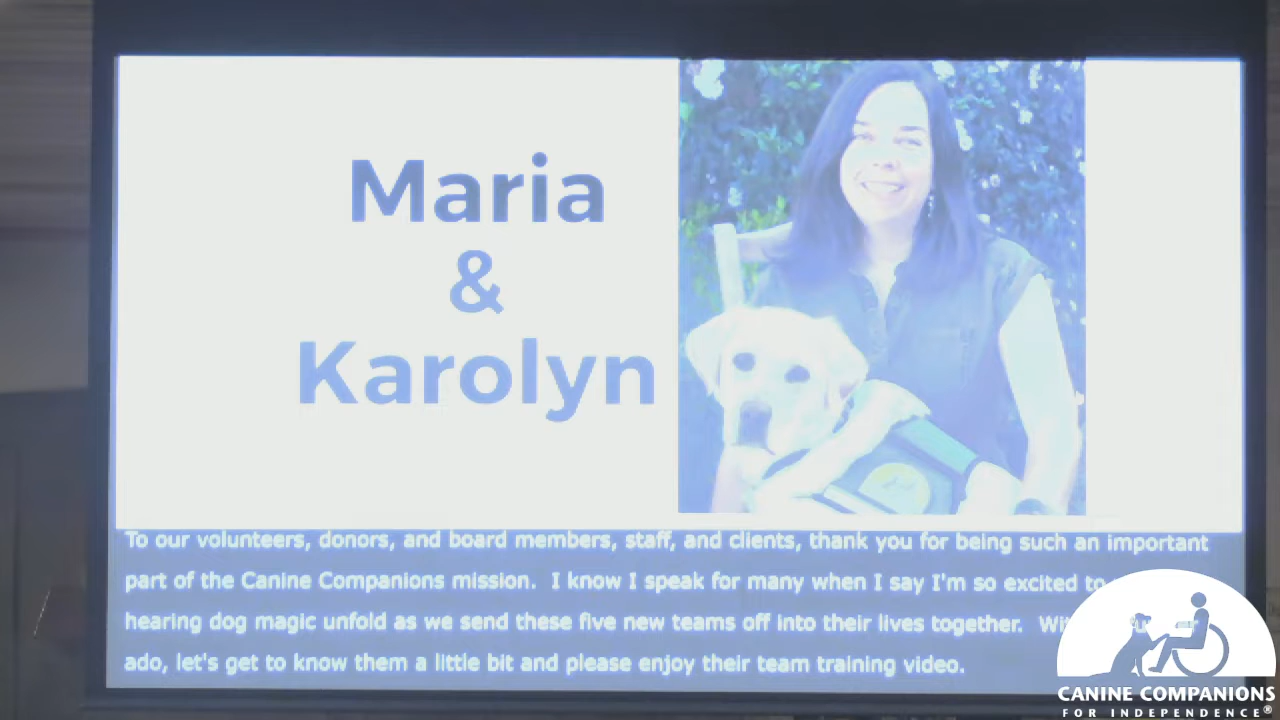 Maria
&
Karolyn
To our volunteers, donors, and board members, staff, and clients, thank you for being such an important
part of the Canine Companions mission. I know I speak for many when I say I'm so excited to
hearing dog magic unfold as we send these five new teams off into their lives together.
ado, let's get to know them a little bit and please enjoy their team training video.
CANINE COMPANIONS
FOR INDEPENDENCE®